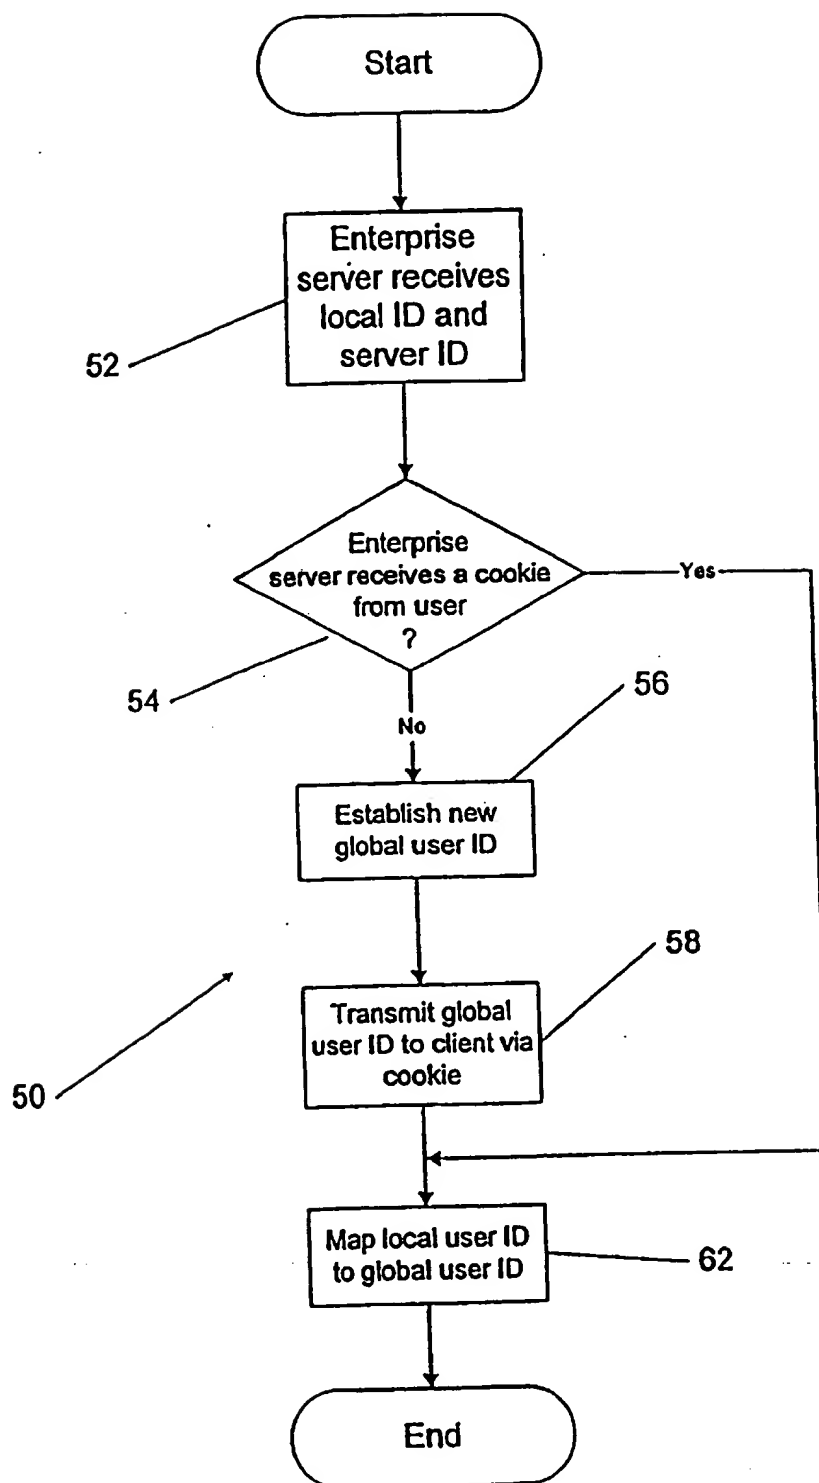 Start
Enterprise
server receives
local ID and
server ID
52
Enterprise
server receives a cookie
from user
?
Yes
54
No
56
Establish new
global user ID
58
Transmit global
user ID to client via
cookie
50
Map local user ID
to global user ID
62
End